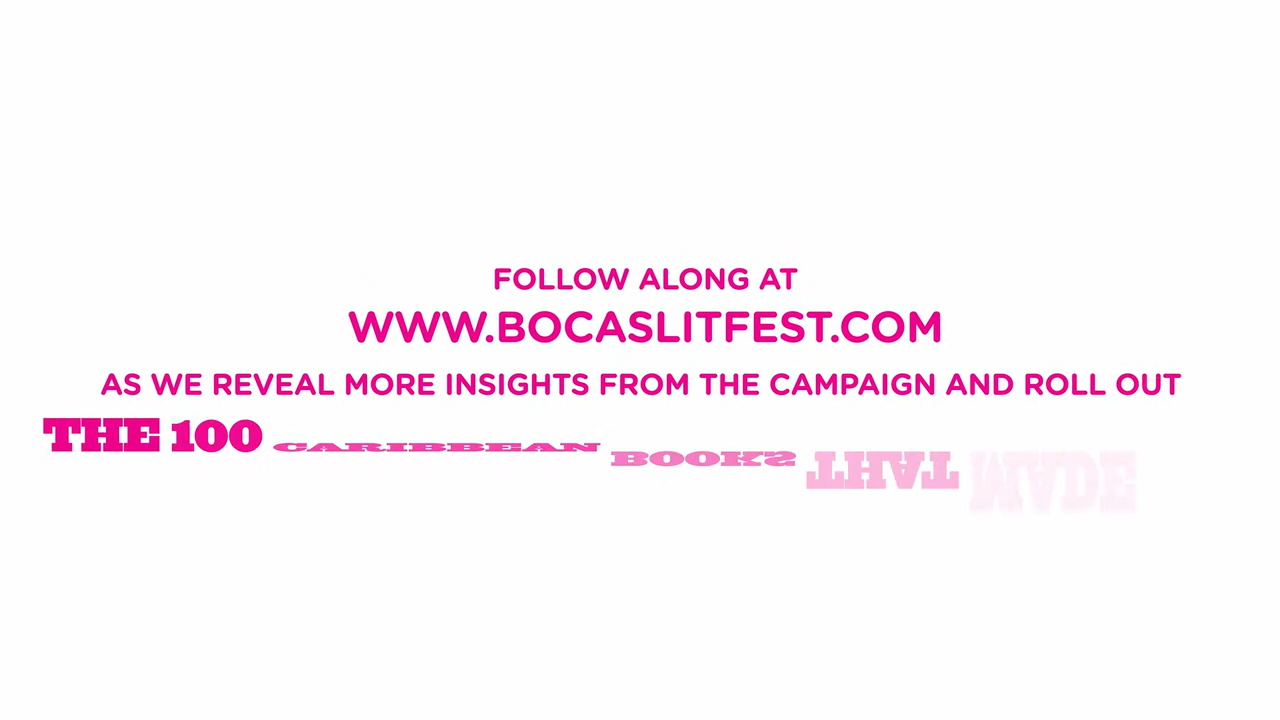 FOLLOW ALONG AT
WWW.BOCASLITFEST.COM
AS WE REVEAL MORE INSIGHTS FROM THE CAMPAIGN AND ROLL OUT
THE 100 CARIBBEAN BOOKS THAT MADE